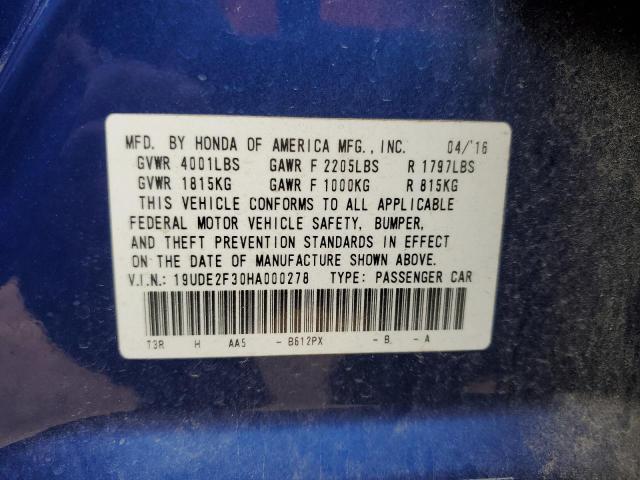 MFD. BY HONDA OF AMERICA MFG., INC. 04/'16
GVWR 4001LBS GAWR F 2205LBS R 1797LBS
GVWR 1815KG GAWR F 1000KG R 815KG
THIS VEHICLE CONFORMS TO ALL APPLICABLE
FEDERAL MOTOR VEHICLE SAFETY, BUMPER,
AND THEFT PREVENTION STANDARDS IN EFFECT
ON THE DATE OF MANUFACTURE SHOWN ABOVE.
V.I.N.: 19UDE2F30HA000278 TYPE: PASSENGER CAR
T3R H AA5 - B612PX - B - A